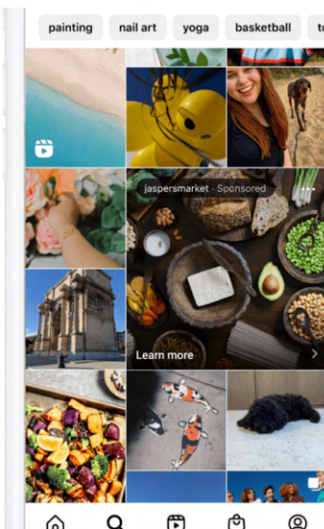 painting nail art yoga basketball
jaspersmarket · Sponsored
Learn more